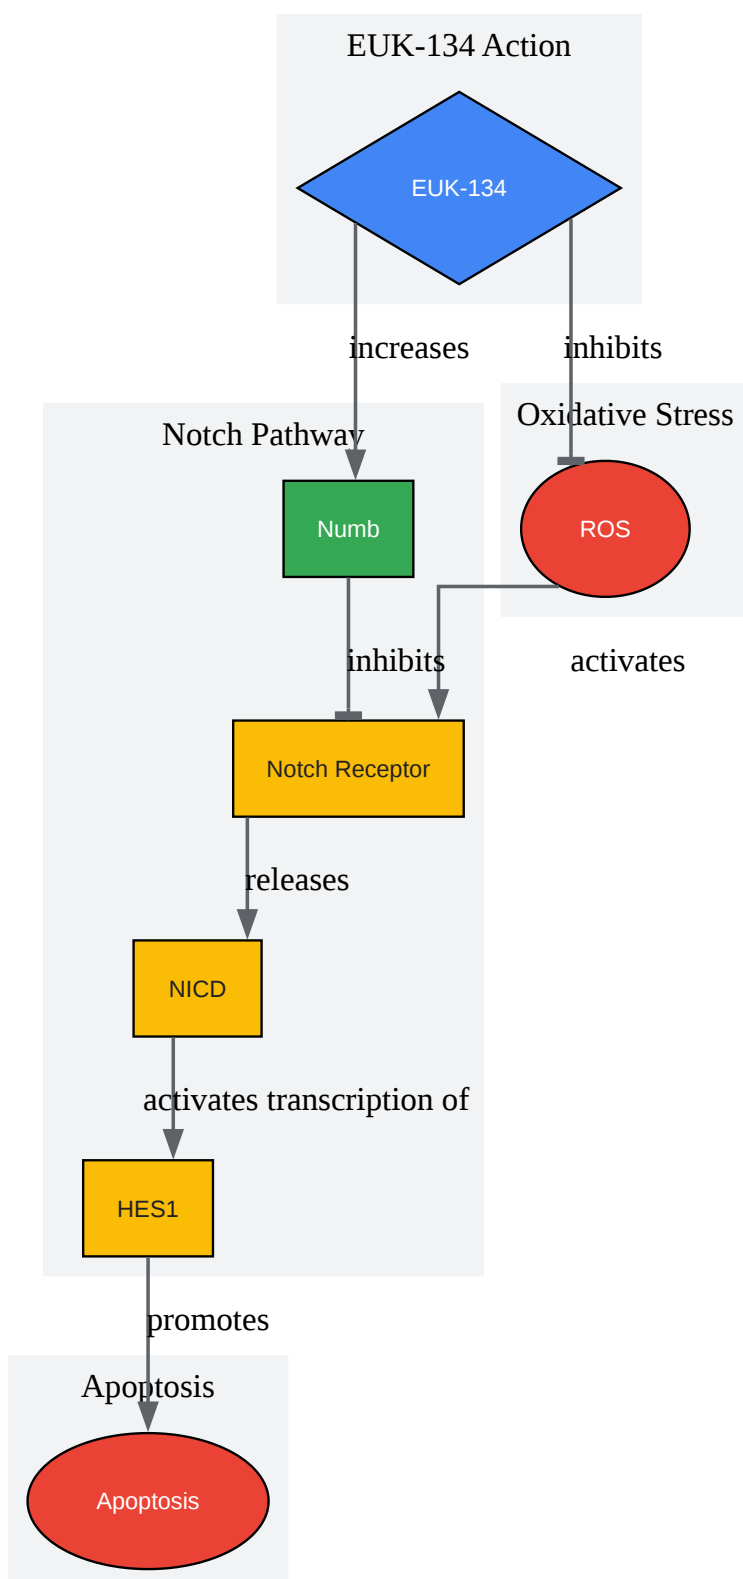 EUK-134 Action
EUK-134
increases
inhibits
Oxidative Stress
Notch Pathway
Numb
ROS
inhibits
activates
Notch Receptor
releases
NICD
activates transcription of
HES1
promotes
Apoptosis
Apoptosis